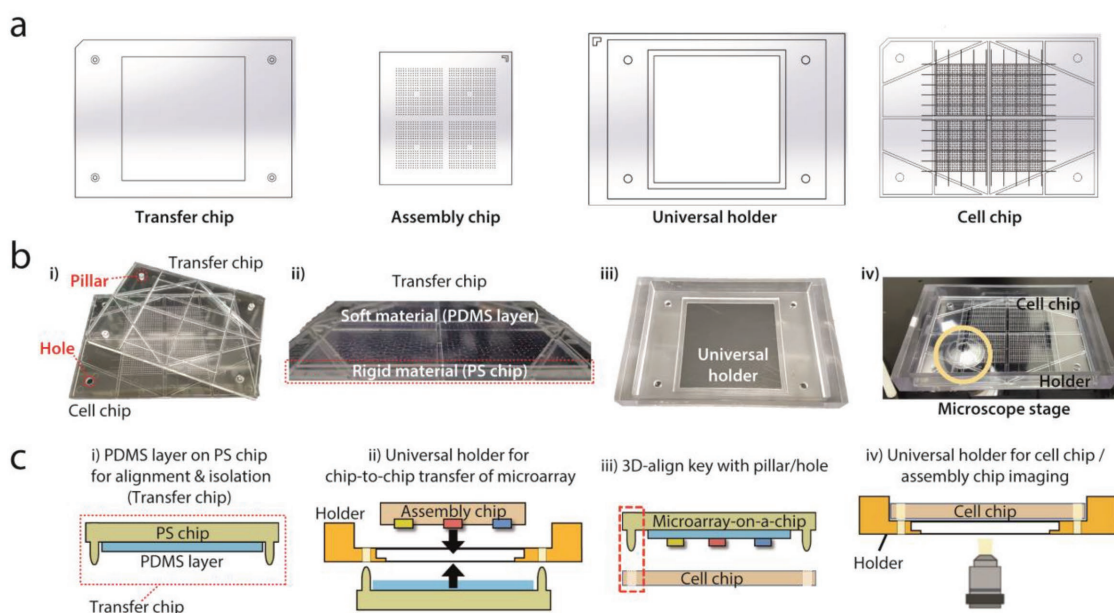 a
Transfer chip
Assembly chip
Universal holder
Cell chip
b
i)
Transfer chip
Pillar
Hole
Cell chip
ii)
Transfer chip
Soft material (PDMS layer)
Rigid material (PS chip)
iii)
Universal
holder
iv)
Cell chip
Holder
Microscope stage
c
i) PDMS layer on PS chip
for alignment & isolation
(Transfer chip)
PS chip
PDMS layer
Transfer chip
ii) Universal holder for
chip-to-chip transfer of microarray
Holder
Assembly chip
iii) 3D-align key with pillar/hole
Microarray-on-a-chip
Cell chip
iv) Universal holder for cell chip /
assembly chip imaging
Cell chip
Holder